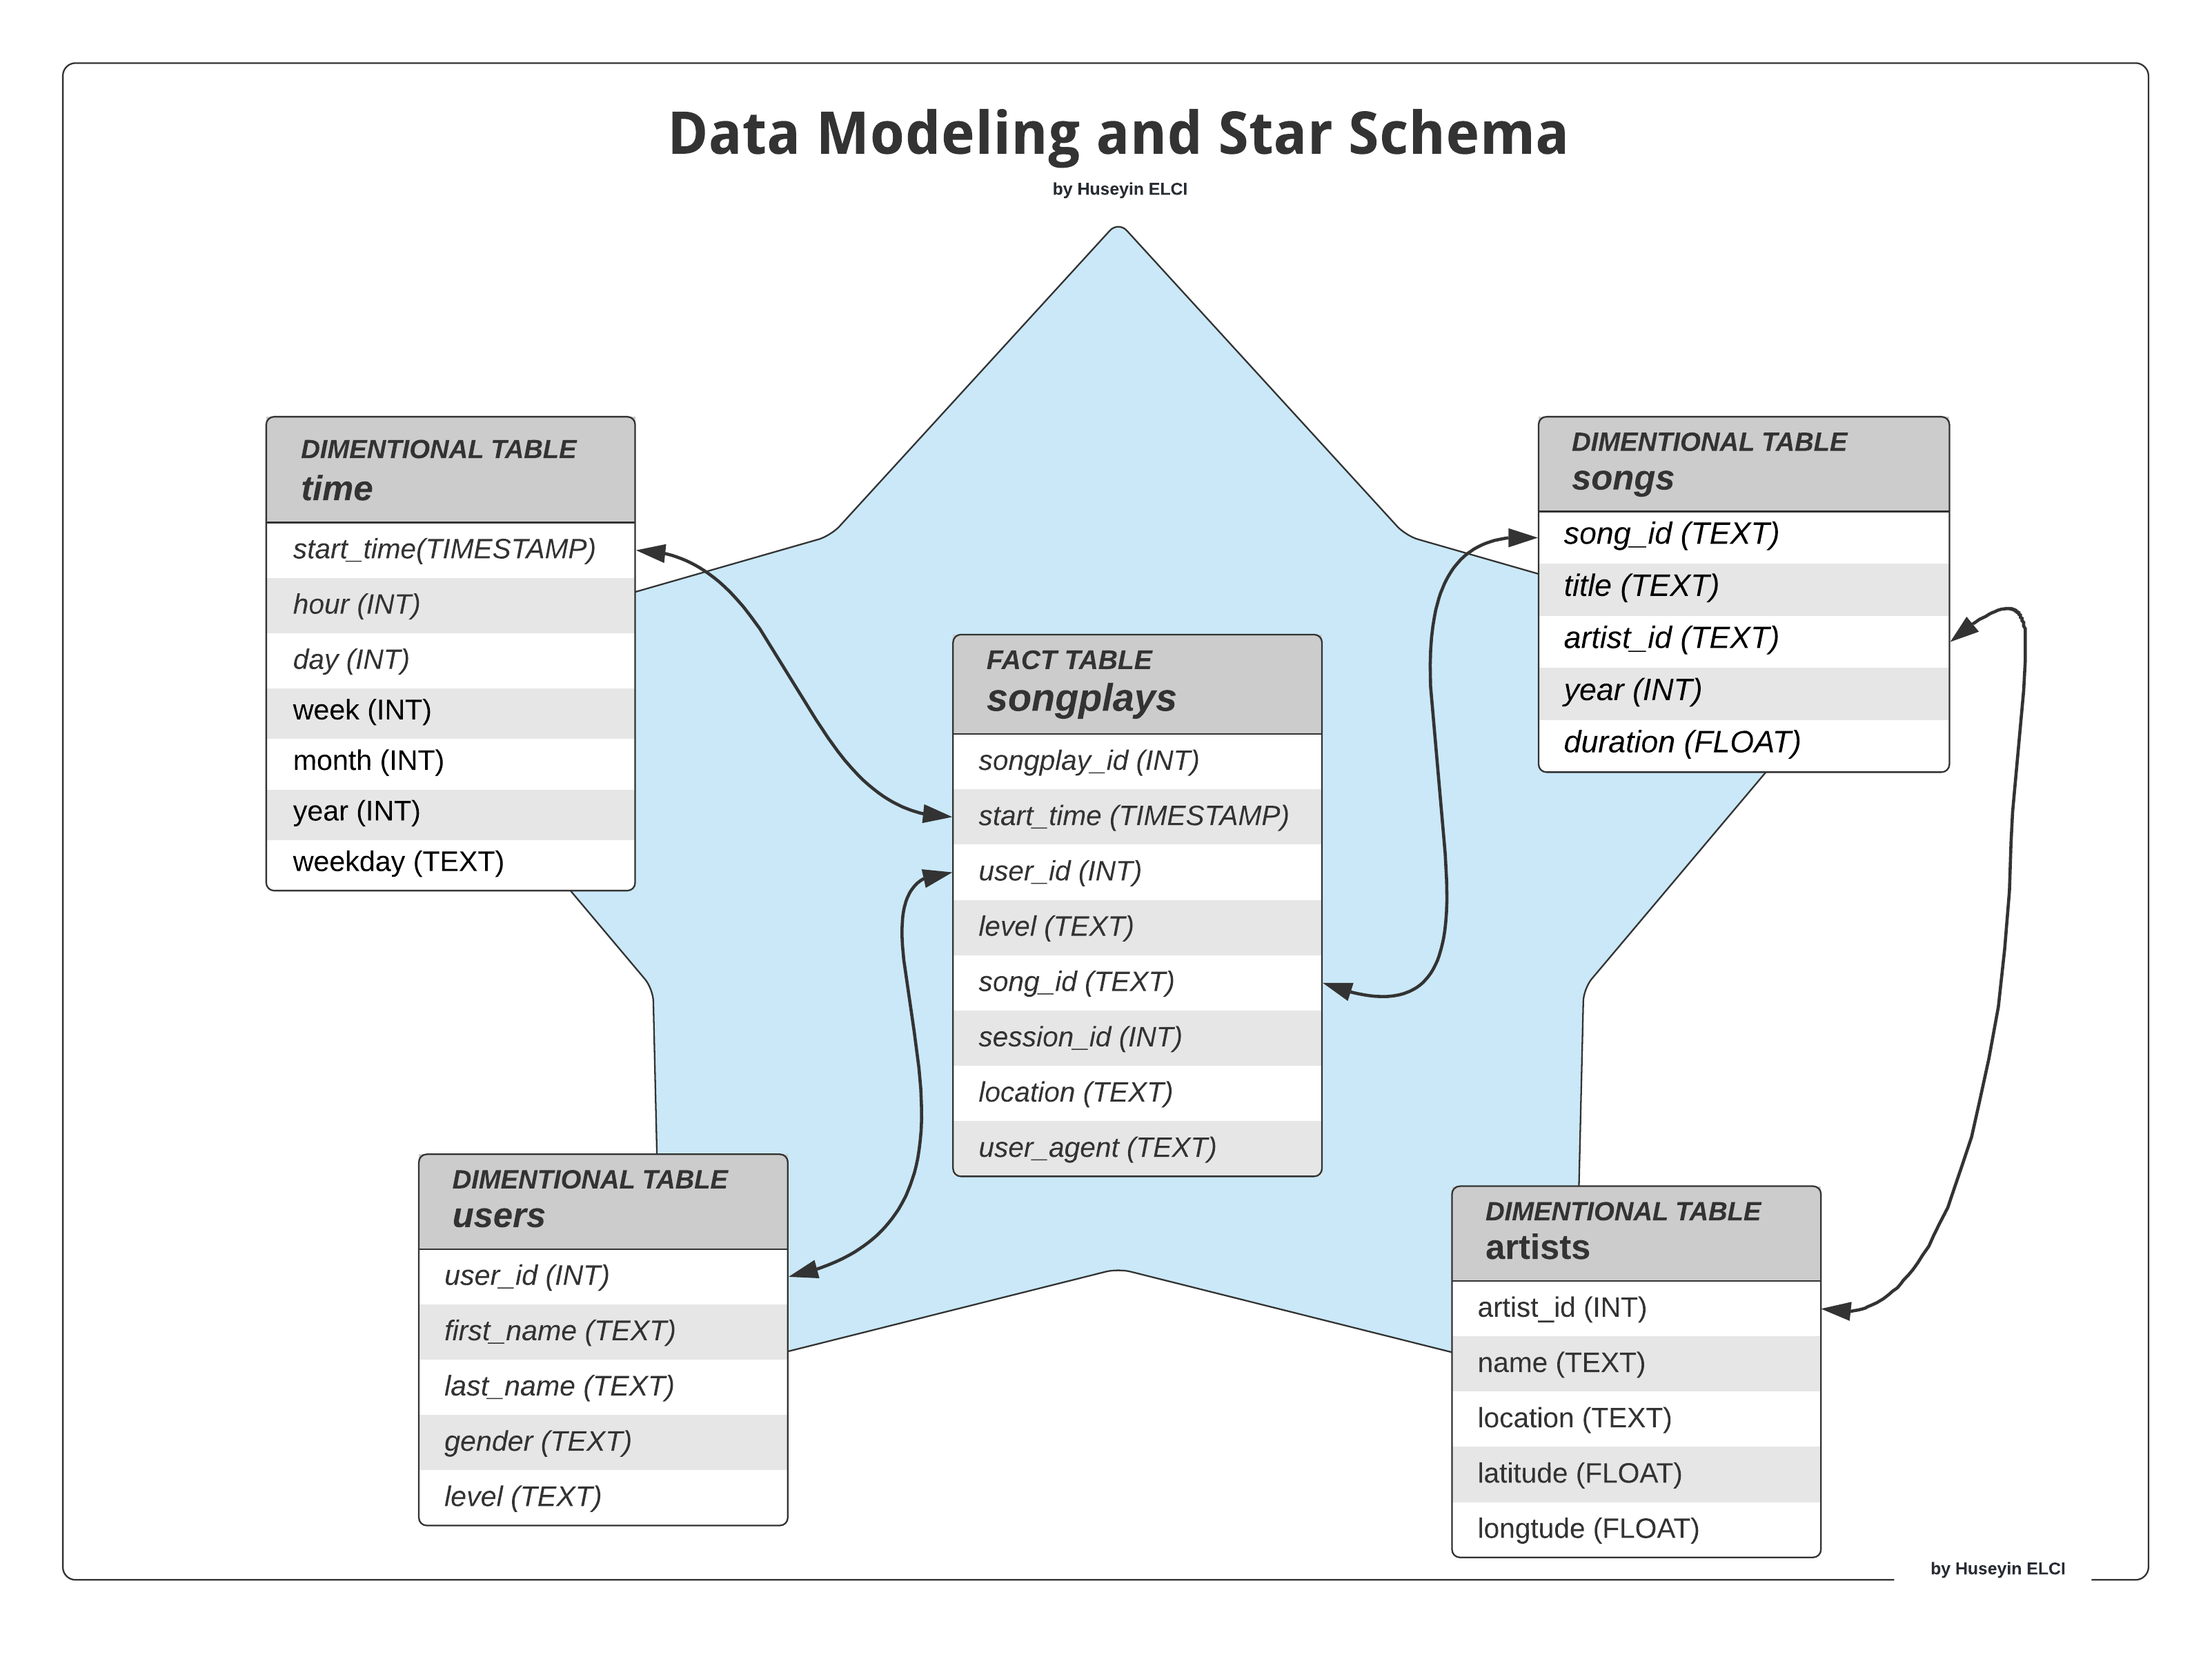 Data Modeling and Star Schema
by Huseyin ELCI
DIMENTIONAL TABLE
time
start_time(TIMESTAMP)
hour (INT)
day (INT)
week (INT)
month (INT)
year (INT)
weekday (TEXT)
DIMENTIONAL TABLE
songs
song_id (TEXT)
title (TEXT)
artist_id (TEXT)
year (INT)
duration (FLOAT)
FACT TABLE
songplays
songplay_id (INT)
start_time (TIMESTAMP)
user_id (INT)
level (TEXT)
song_id (TEXT)
session_id (INT)
location (TEXT)
user_agent (TEXT)
DIMENTIONAL TABLE
users
user_id (INT)
first_name (TEXT)
last_name (TEXT)
gender (TEXT)
level (TEXT)
DIMENTIONAL TABLE
artists
artist_id (INT)
name (TEXT)
location (TEXT)
latitude (FLOAT)
longtude (FLOAT)
by Huseyin ELCI